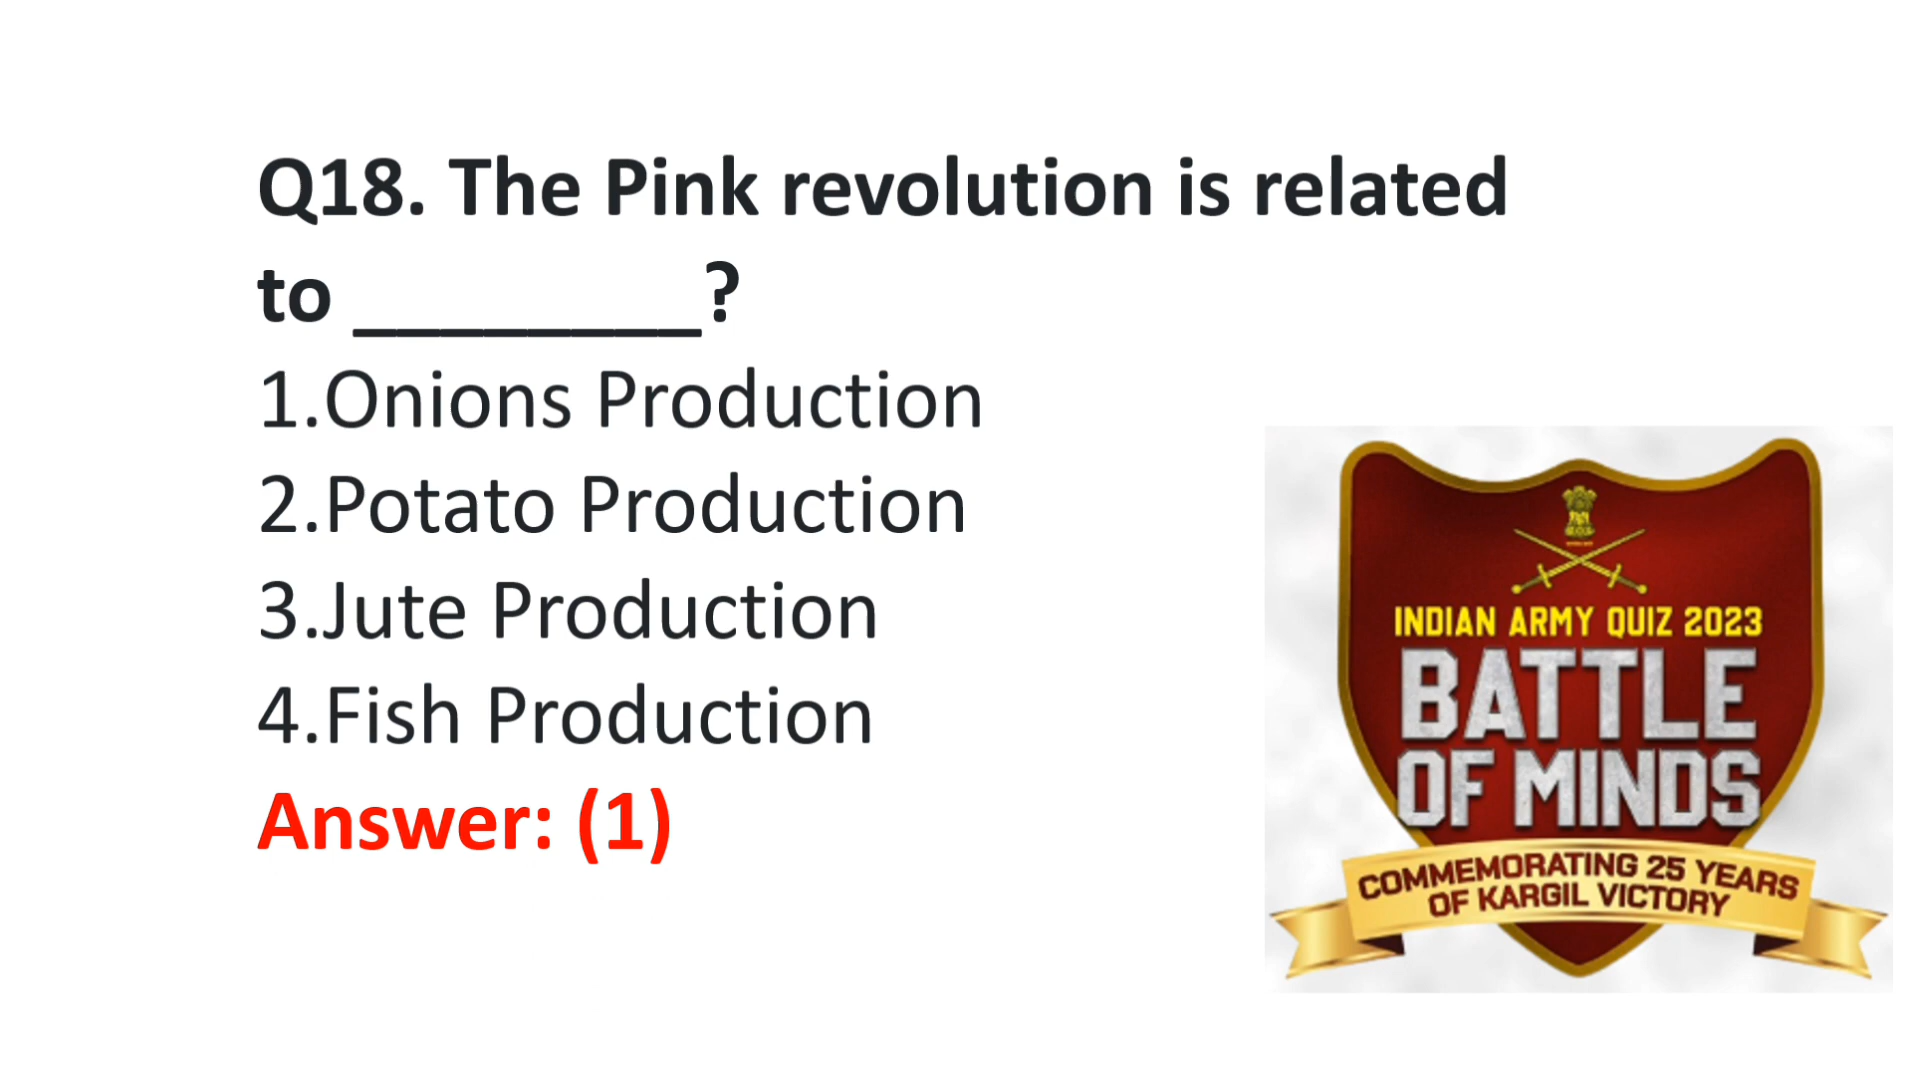 Q18. The Pink revolution is related
to ________?
1.Onions Production
2.Potato Production
3.Jute Production
4.Fish Production
Answer: (1)
INDIAN ARMY QUIZ 2023
BATTLE
OF MINDS
COMMEMORATING 25 YEARS
OF KARGIL VICTORY